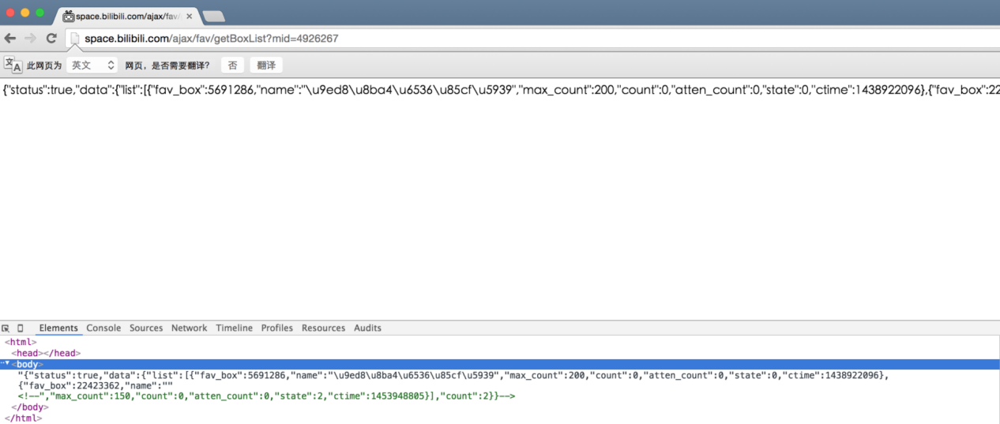 space.bilibili.com/ajax/fav/
space.bilibili.com/ajax/fav/getBoxList?mid=4926267
此网页为 英文 网页，是否需要翻译? 否 翻译
{"status":true,"data":{"list":[{"fav_box":5691286,"name":"\u9ed8\u8ba4\u6536\u85cf\u5939","max_count":200,"count":0,"atten_count":0,"state":0,"ctime":1438922096},{"fav_box":22
Elements Console Sources Network Timeline Profiles Resources Audits
<html>
<head></head>
<body>
"{"status":true,"data":{"list":[{"fav_box":5691286,"name":"\u9ed8\u8ba4\u6536\u85cf\u5939","max_count":200,"count":0,"atten_count":0,"state":0,"ctime":1438922096},
{"fav_box":22423362,"name":""
<!--","max_count":150,"count":0,"atten_count":0,"state":2,"ctime":1453948805}],"count":2}}-->
</body>
</html>